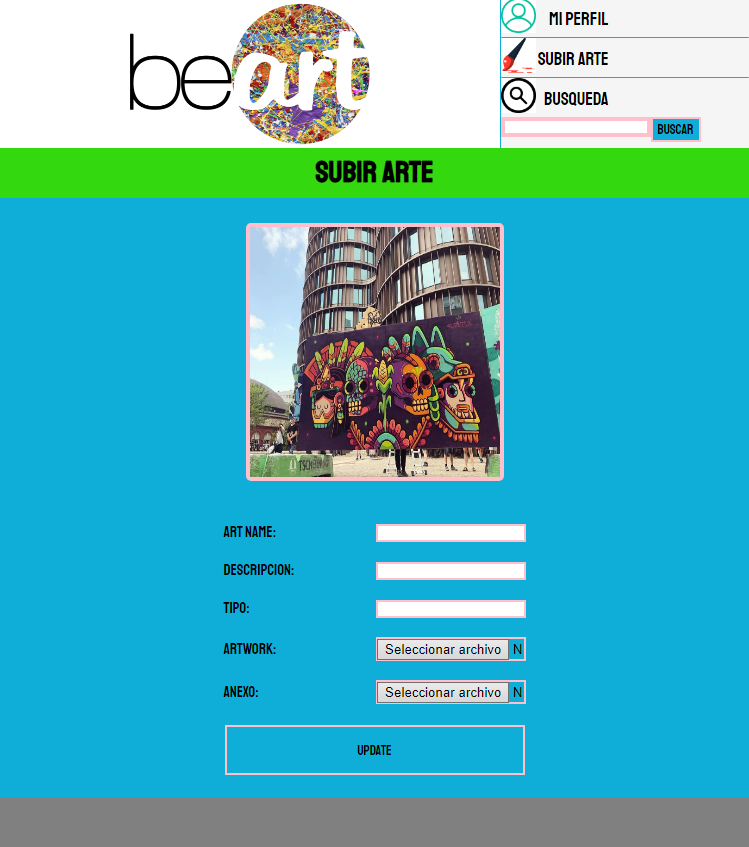 beart
MI PERFIL
SUBIR ARTE
BUSQUEDA
BUSCAR
SUBIR ARTE
ART NAME:
DESCRIPCION:
TIPO:
ARTWORK:
Seleccionar archivo N
ANEXO:
Seleccionar archivo N
UPDATE